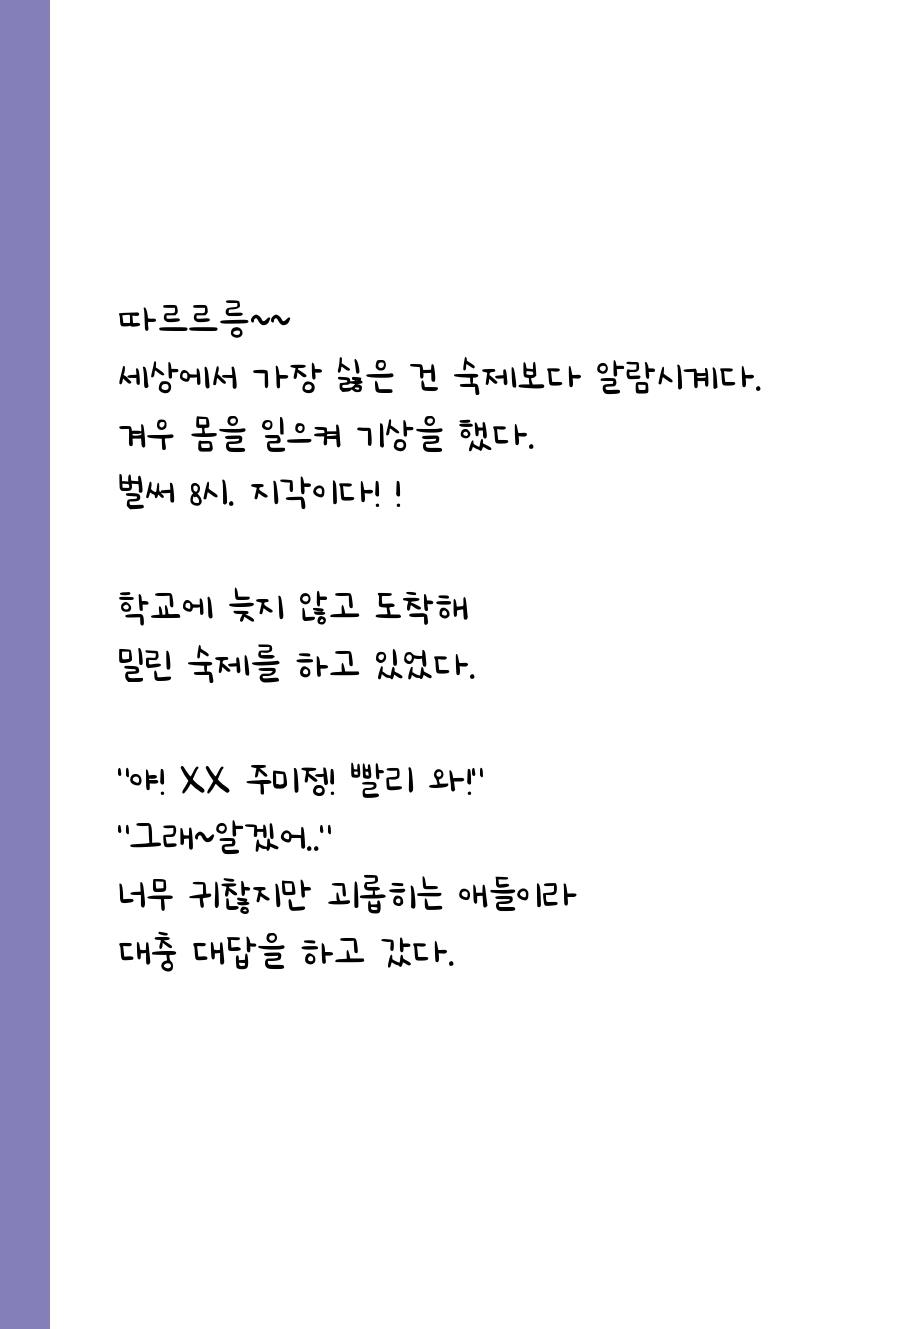 따르르릉~~
세상에서 가장 싫은 건 숙제보다 알람시계다.
겨우 몸을 일으켜 기상을 했다.
벌써 8시. 지각이다! !
학교에 늦지 않고 도착해
밀린 숙제를 하고 있었다.
"야! XX 주미정! 빨리 와!"
"그래~알겠어.."
너무 귀찮지만 괴롭히는 애들이라
대충 대답을 하고 갔다.